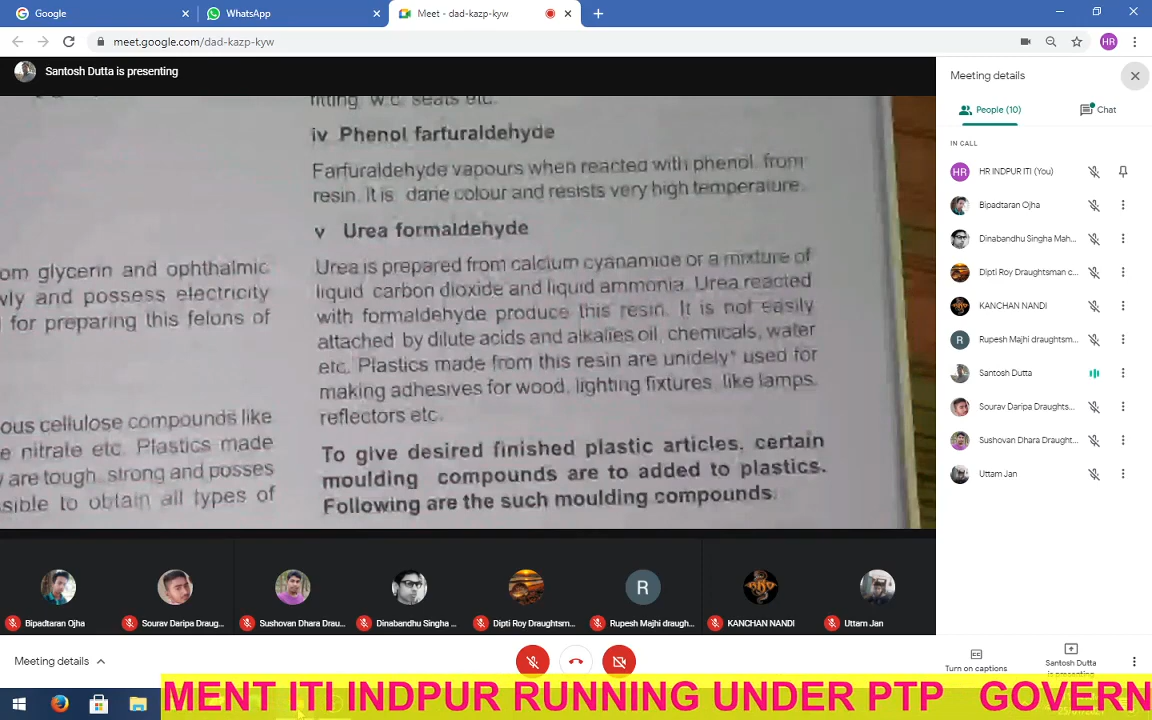 Google
WhatsApp
Meet - dad-kazp-kyw
meet.google.com/dad-kazp-kyw
HR
Santosh Dutta is presenting
fitting w.c. seats etc.
iv Phenol farfuraldehyde
Farfuraldehyde vapours when reacted with phenol from
resin. It is darie colour and resists very high temperature.
v Urea formaldehyde
Urea is prepared from calcium cyanamide or a mixture of
liquid carbon dioxide and liquid ammonia. Urea reacted
with formaldehyde produce this resin. It is not easily
attached by dilute acids and alkalies oil, chemicals, water
etc. Plastics made from this resin are unidely* used for
making adhesives for wood, lighting fixtures, like lamps,
reflectors etc.
To give desired finished plastic articles, certain
moulding compounds are to added to plastics.
Following are the such moulding compounds.
om glycerin and ophthalmic
wly and possess electricity
for preparing this felons of
ous cellulose compounds like
e nitrale etc. Plastics made
y are tough, strong and posses
sible to obtain all types of
Meeting details
People (10)
Chat
IN CALL
HR HR INDPUR ITI (You)
Bipadtaran Ojha
Dinabandhu Singha Mah...
Dipti Roy Draughtsman c...
KANCHAN NANDI
R Rupesh Majhi draughtsm...
Santosh Dutta
Sourav Daripa Draughts...
Sushovan Dhara Draught...
Uttam Jan
R
Bipadtaran Ojha
Sourav Daripa Draug...
Sushovan Dhara Drau...
Dinabandhu Singha ...
Dipti Roy Draughtsm...
Rupesh Majhi draugh...
KANCHAN NANDI
Uttam Jan
Meeting details
Turn on captions
Santosh Dutta
is presenting
MENT ITI INDPUR RUNNING UNDER PTP GOVERN